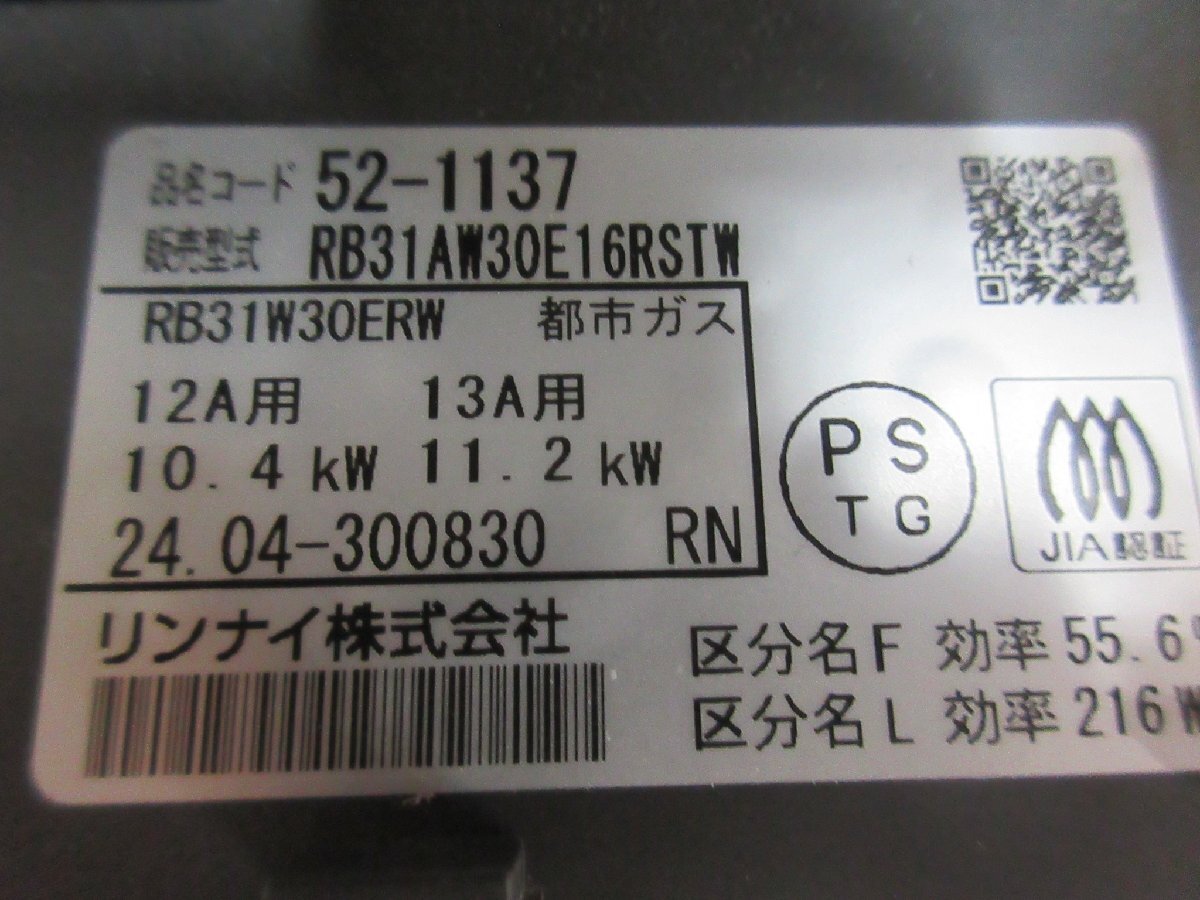 品名コード 52-1137
販売型式 RB31AW30E16RSTW
RB31W30ERW 都市ガス
12A用 13A用
10.4kW 11.2kW
24.04-300830 RN
リンナイ株式会社
PS
TG
JIA認証
区分名F 効率55.6
区分名L 効率216W